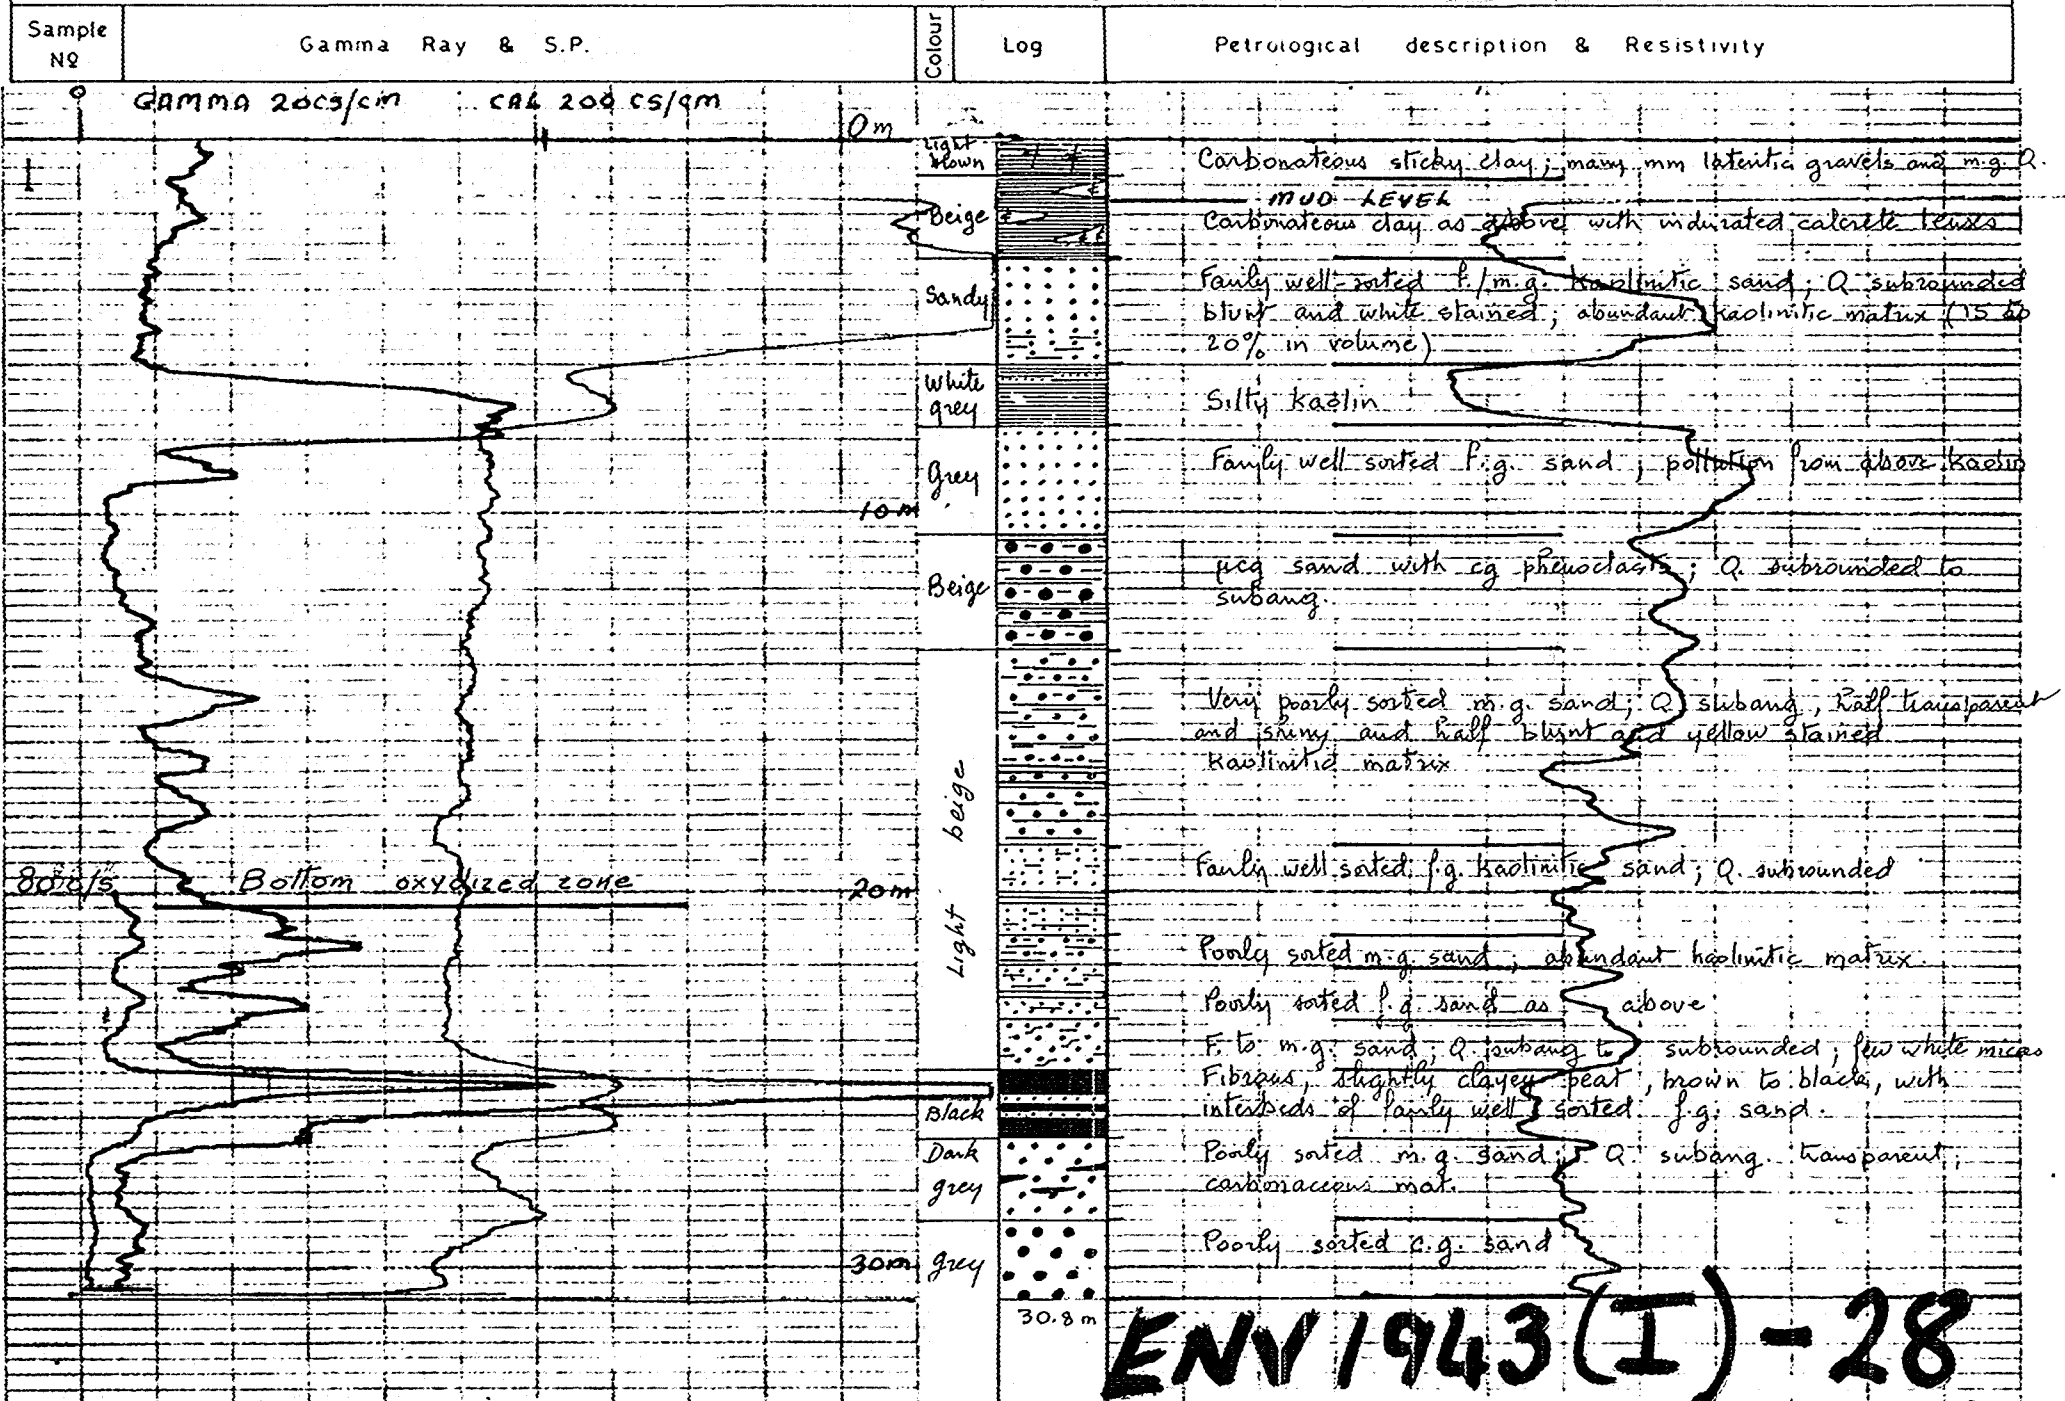 Sample Nº
Gamma Ray & S.P.
Colour
Log
Petrological description & Resistivity
0
GAMMA 20cs/cm
CAL 200 cs/cm
0m
Light brown
Carbonateous sticky clay; many mm lateritic gravels and m.g. Q.
MUD LEVEL
Beige
Carbonateous clay as above with indurated calcrete lenses
Sandy
Fairly well-sorted f./m.g. kaolinitic sand; Q subrounded
blunt and white stained; abundant kaolinitic matrix (15 to
20% in volume)
White grey
Silty kaolin
Grey
Fairly well sorted f.g. sand; pollution from above kaolin
10m
Beige
sand with cg phenoclasts; Q. subrounded to
subang.
Light beige
Very poorly sorted m.g. sand; Q subang, half transparent
and shiny and half blunt and yellow stained
Kaolinitic matrix
80 c/s
Bottom oxydized zone
20m
Fairly well sorted f.g. kaolinitic sand; Q. subrounded
Poorly sorted m.g. sand; abundant kaolinitic matrix.
Poorly sorted f.g. sand as above
F. to m.g. sand; Q subang to subrounded; few white micas
Black
Fibrous, slightly clayey peat, brown to black, with
interbeds of fairly well sorted f.g. sand.
Dark grey
Poorly sorted m.g. sand; Q subang. transparent;
carbonaceous mat.
30m
grey
Poorly sorted c.g. sand
30.8 m
ENV 1943(I)-28